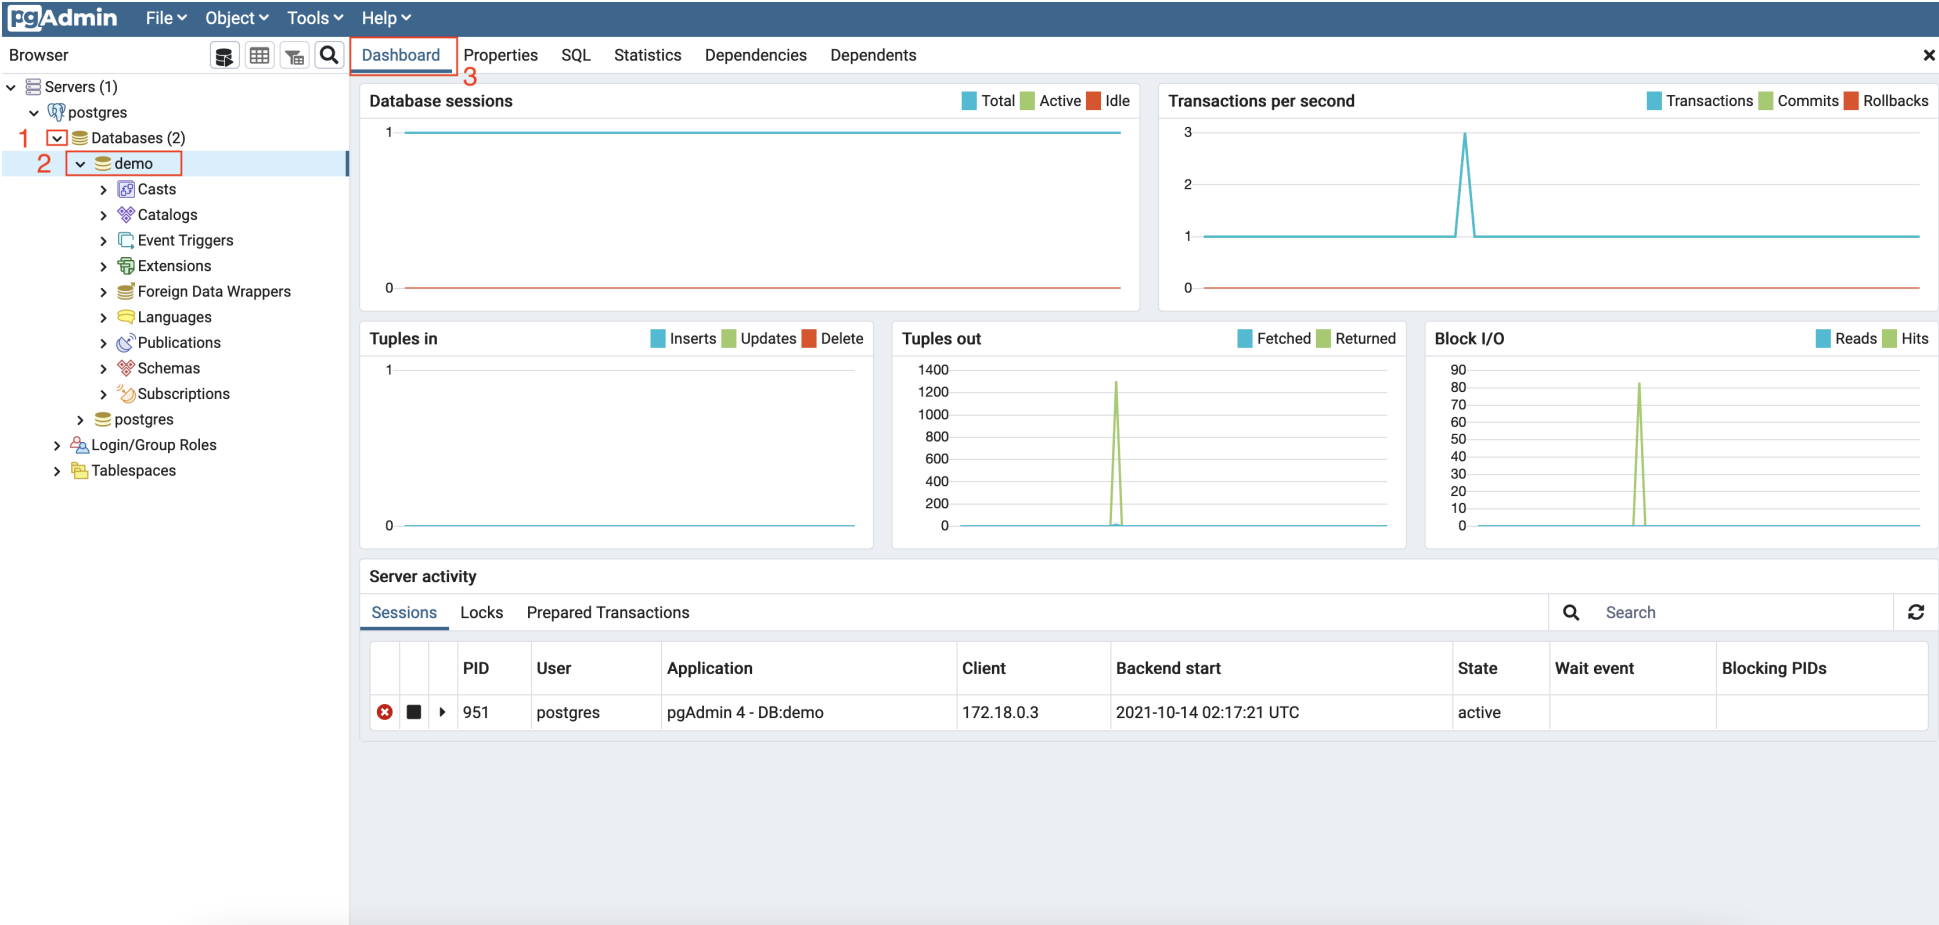 pgAdmin File Object Tools Help
Browser
Dashboard Properties SQL Statistics Dependencies Dependents
3
Servers (1)
postgres
1 Databases (2)
2 demo
Casts
Catalogs
Event Triggers
Extensions
Foreign Data Wrappers
Languages
Publications
Schemas
Subscriptions
postgres
Login/Group Roles
Tablespaces
Database sessions Total Active Idle
1
0
Transactions per second Transactions Commits Rollbacks
3
2
1
0
Tuples in Inserts Updates Delete
1
0
Tuples out Fetched Returned
1400
1200
1000
800
600
400
200
0
Block I/O Reads Hits
90
80
70
60
50
40
30
20
10
0
Server activity
Sessions Locks Prepared Transactions Search
PID User Application Client Backend start State Wait event Blocking PIDs
951 postgres pgAdmin 4 - DB:demo 172.18.0.3 2021-10-14 02:17:21 UTC active